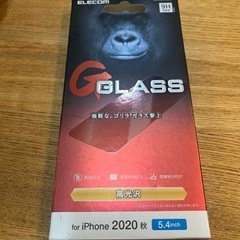 ELECOM
9H
G GLASS
強靭な、ゴリラガラス参上
高光沢
for iPhone 2020 秋
5.4inch